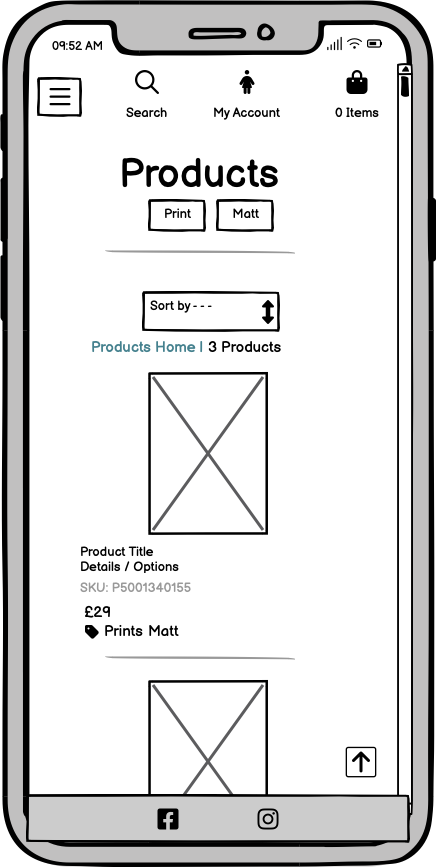 09:52 AM
Search
My Account
0 Items
Products
Print
Matt
Sort by - - -
Products Home | 3 Products
Product Title
Details / Options
SKU: P5001340155
£29
Prints Matt